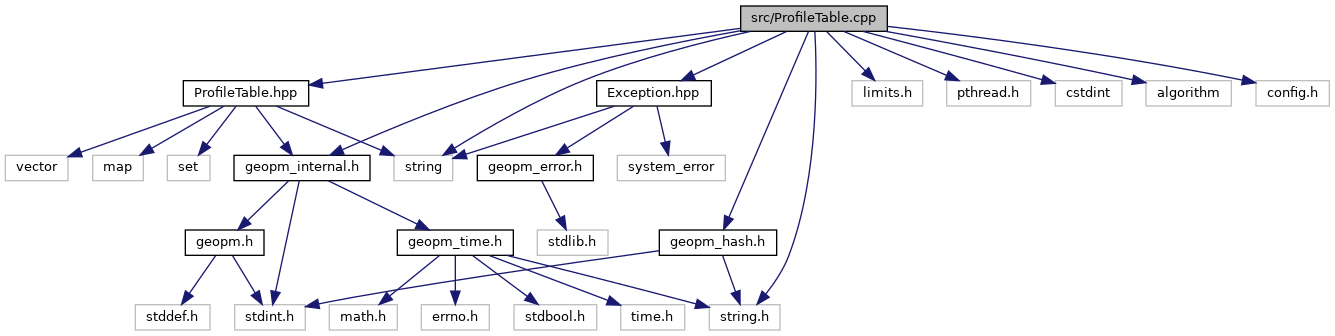 src/ProfileTable.cpp
ProfileTable.hpp
Exception.hpp
limits.h
pthread.h
cstdint
algorithm
config.h
vector
map
set
geopm_internal.h
string
geopm_error.h
system_error
geopm.h
geopm_time.h
stdlib.h
geopm_hash.h
stddef.h
stdint.h
math.h
errno.h
stdbool.h
time.h
string.h